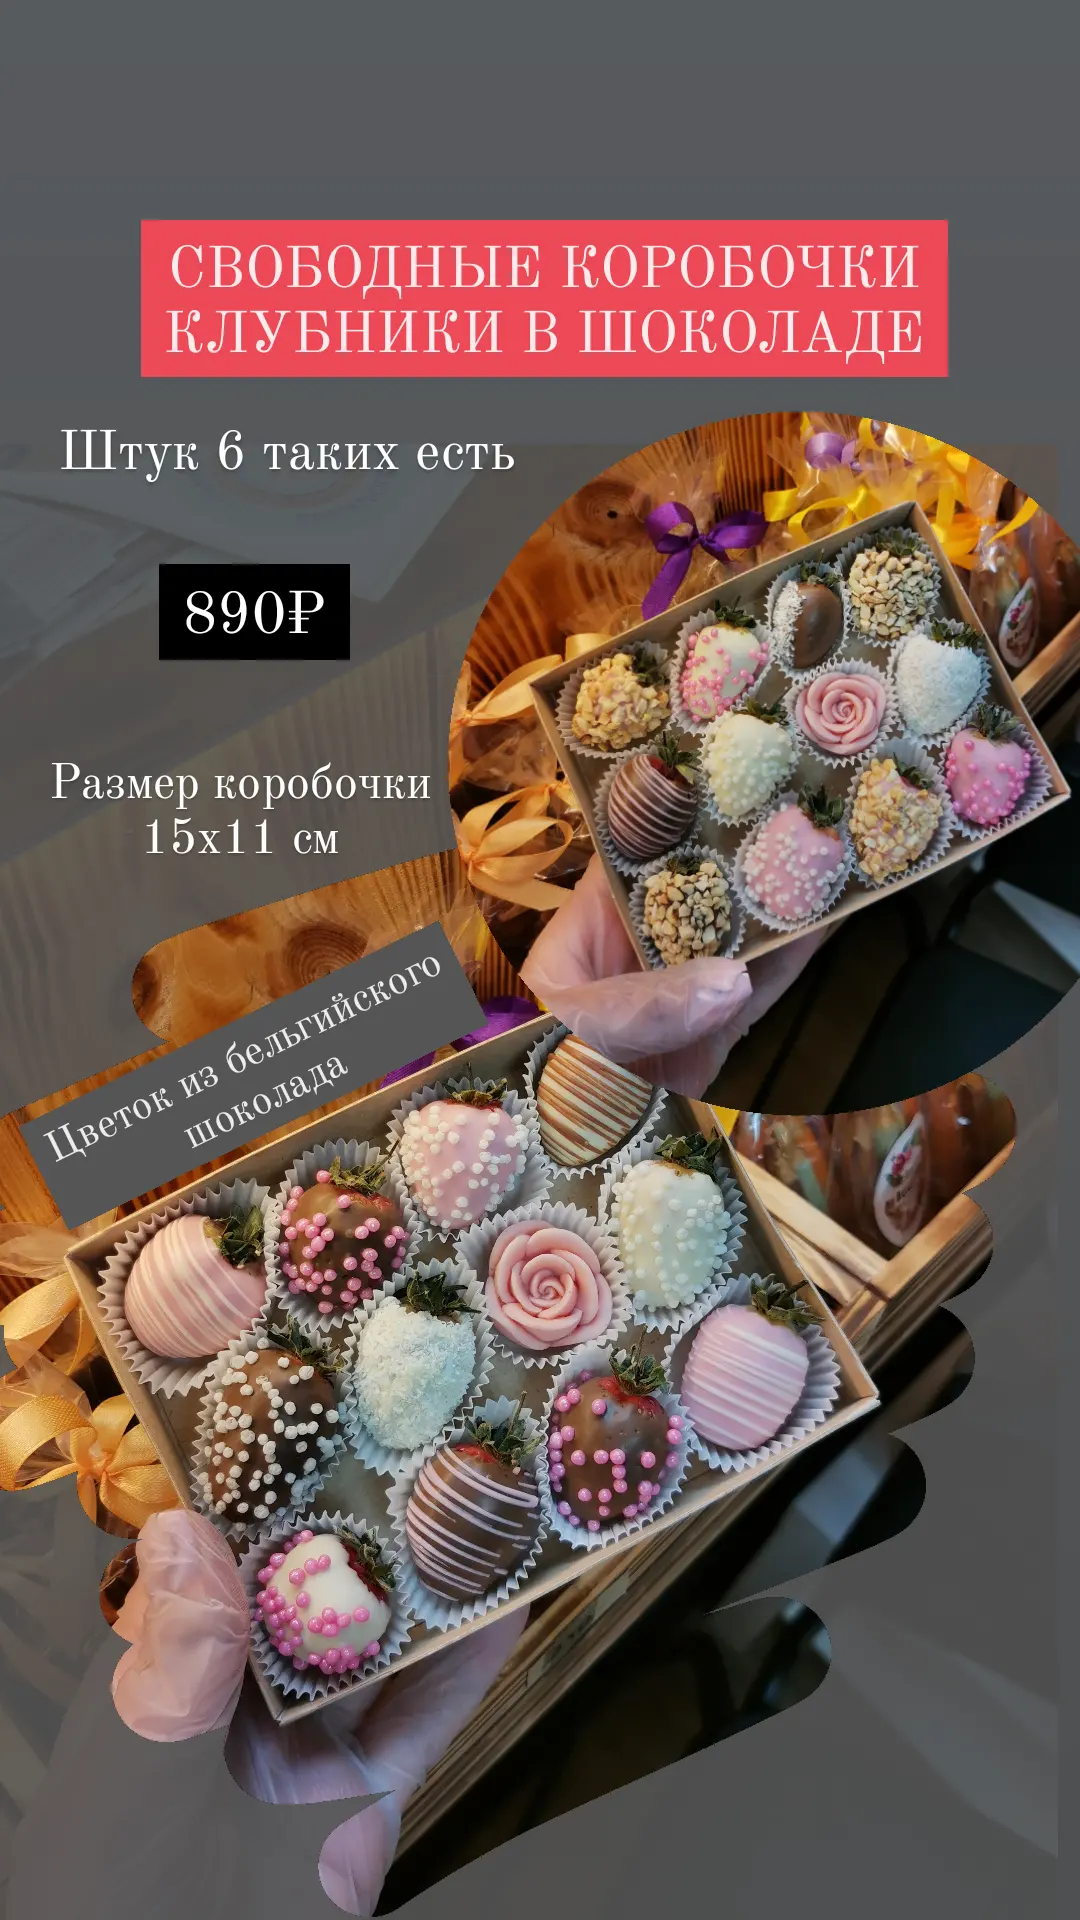 СВОБОДНЫЕ КОРОБОЧКИ
КЛУБНИКИ В ШОКОЛАДЕ
Штук 6 таких есть
890₽
Размер коробочки
15х11 см
Цветок из бельгийского
шоколада